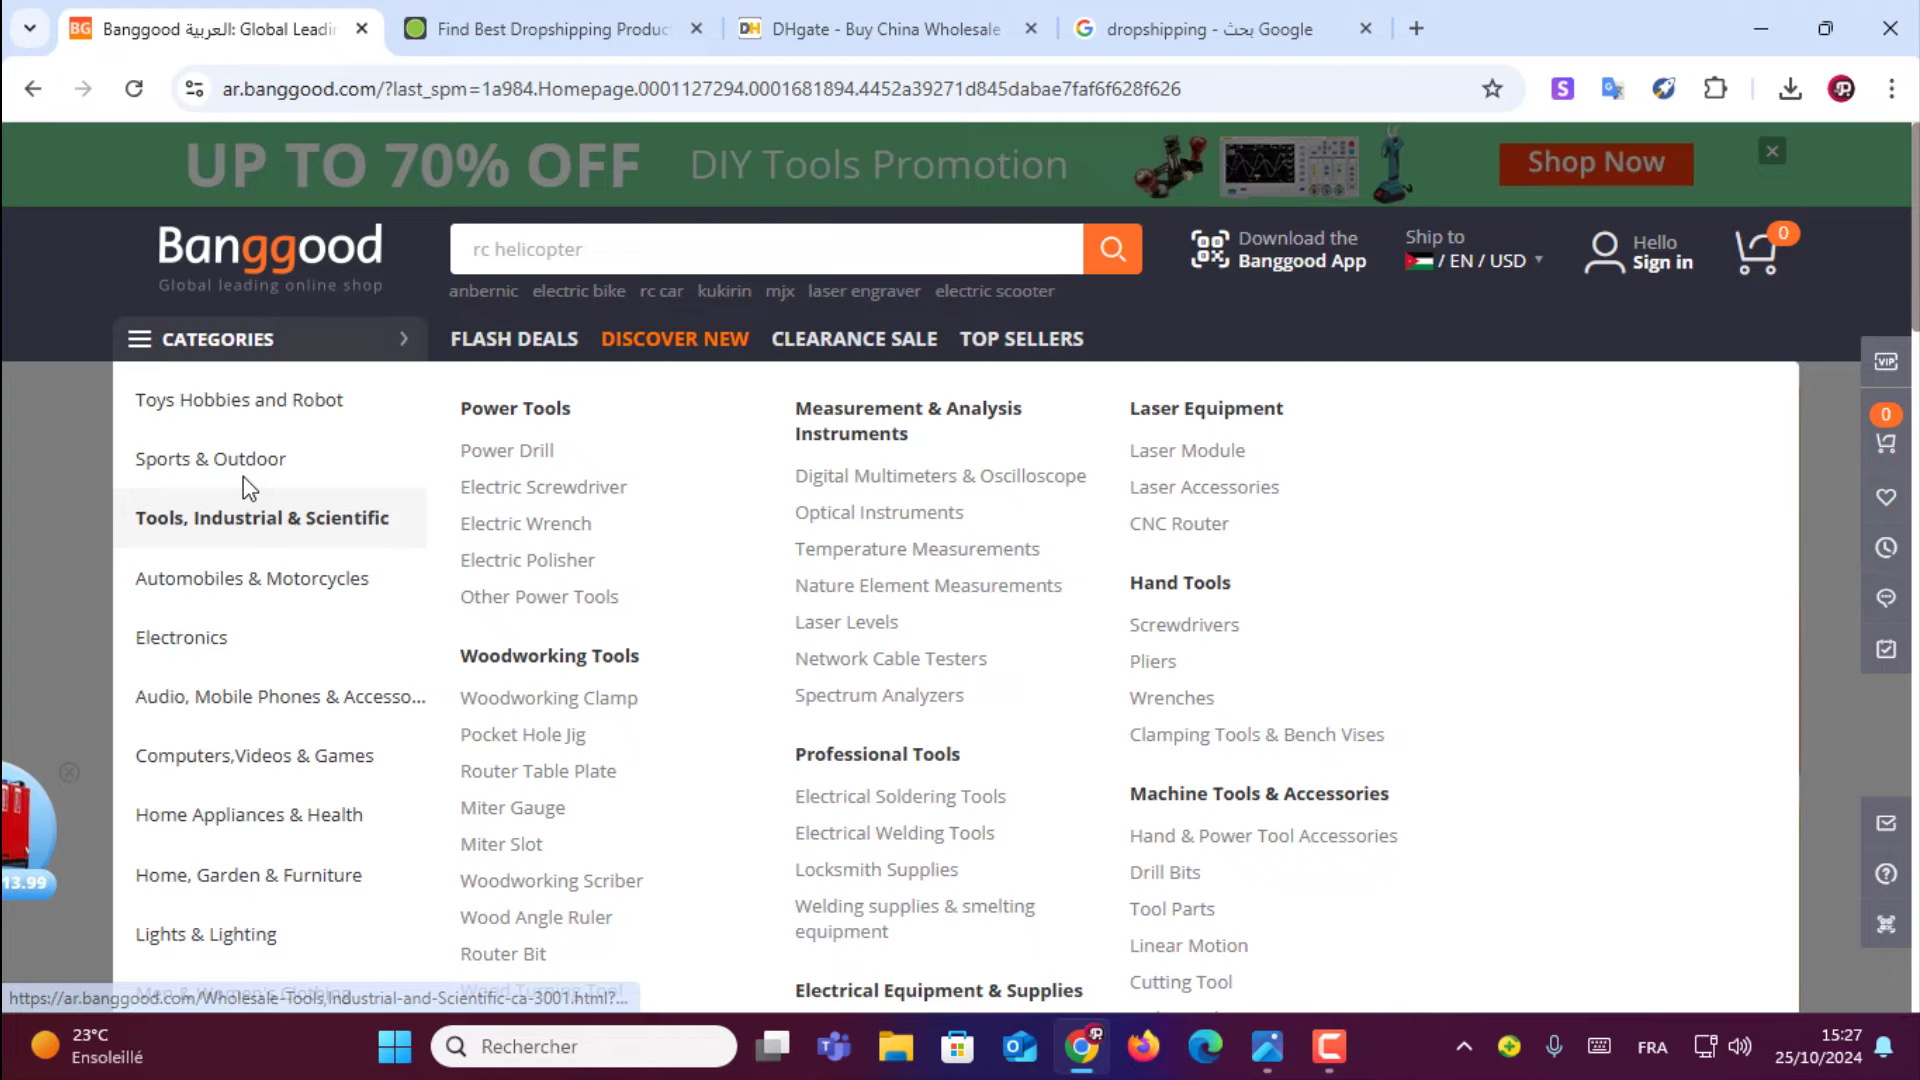 Banggood العربية: Global Leadi
Find Best Dropshipping Produc
DHgate - Buy China Wholesale
dropshipping - بحث Google
ar.banggood.com/?last_spm=1a984.Homepage.0001127294.0001681894.4452a39271d845dabae7faf6f628f626
UP TO 70% OFF DIY Tools Promotion Shop Now
Banggood
Global leading online shop
rc helicopter
anbernic electric bike rc car kukirin mjx laser engraver electric scooter
Download the
Banggood App
Ship to
/ EN / USD
Hello
Sign in
0
CATEGORIES
FLASH DEALS DISCOVER NEW CLEARANCE SALE TOP SELLERS
Toys Hobbies and Robot
Sports & Outdoor
Tools, Industrial & Scientific
Automobiles & Motorcycles
Electronics
Audio, Mobile Phones & Accesso...
Computers,Videos & Games
Home Appliances & Health
Home, Garden & Furniture
Lights & Lighting
Power Tools
Power Drill
Electric Screwdriver
Electric Wrench
Electric Polisher
Other Power Tools
Woodworking Tools
Woodworking Clamp
Pocket Hole Jig
Router Table Plate
Miter Gauge
Miter Slot
Woodworking Scriber
Wood Angle Ruler
Router Bit
Measurement & Analysis
Instruments
Digital Multimeters & Oscilloscope
Optical Instruments
Temperature Measurements
Nature Element Measurements
Laser Levels
Network Cable Testers
Spectrum Analyzers
Professional Tools
Electrical Soldering Tools
Electrical Welding Tools
Locksmith Supplies
Welding supplies & smelting
equipment
Electrical Equipment & Supplies
Laser Equipment
Laser Module
Laser Accessories
CNC Router
Hand Tools
Screwdrivers
Pliers
Wrenches
Clamping Tools & Bench Vises
Machine Tools & Accessories
Hand & Power Tool Accessories
Drill Bits
Tool Parts
Linear Motion
Cutting Tool
VIP
0
13.99
https://ar.banggood.com/Wholesale-Tools,Industrial-and-Scientific-ca-3001.html?...
23°C
Ensoleillé
Rechercher
FRA
15:27
25/10/2024